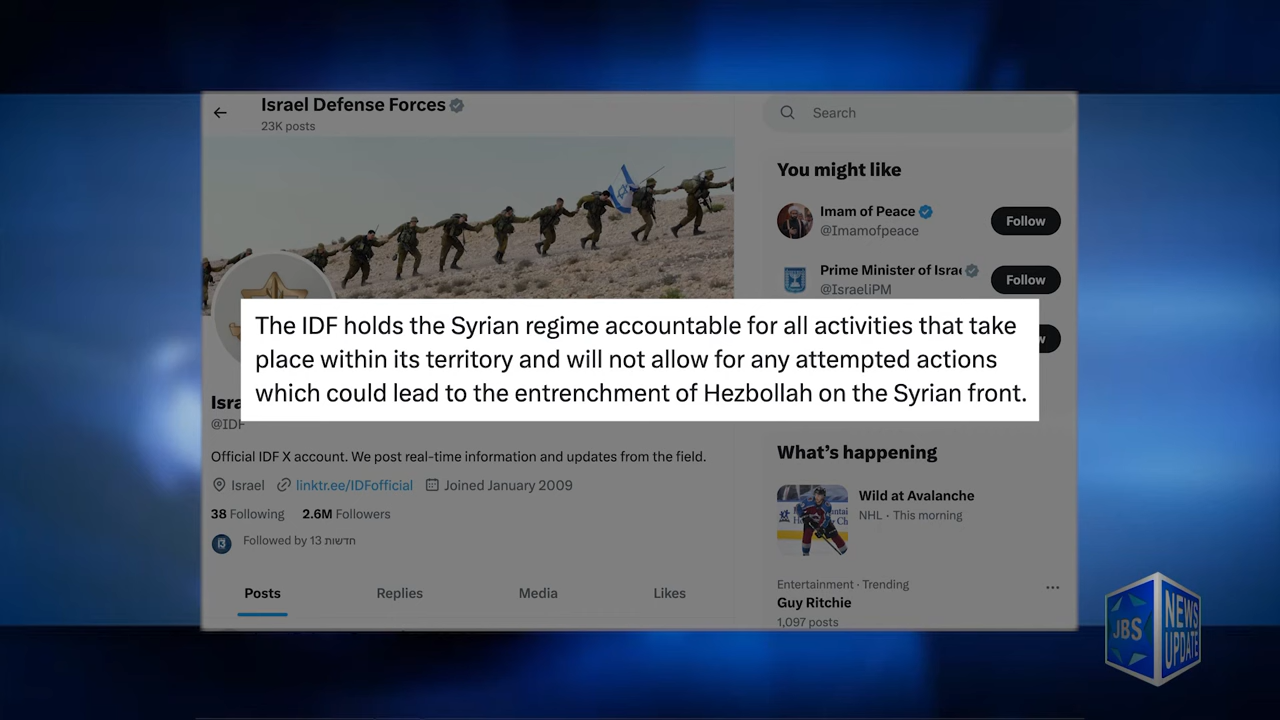 Israel Defense Forces
23K posts
Search
You might like
Imam of Peace
@Imamofpeace
Follow
Prime Minister of Israe
@IsraeliPM
Follow
The IDF holds the Syrian regime accountable for all activities that take
place within its territory and will not allow for any attempted actions
which could lead to the entrenchment of Hezbollah on the Syrian front.
@IDF
Official IDF X account. We post real-time information and updates from the field.
Israel linktr.ee/IDFofficial Joined January 2009
38 Following 2.6M Followers
Followed by 13 חדשות
Posts Replies Media Likes
What's happening
Wild at Avalanche
NHL · This morning
Entertainment · Trending
Guy Ritchie
1,097 posts
JBS
NEWS
UPDATE